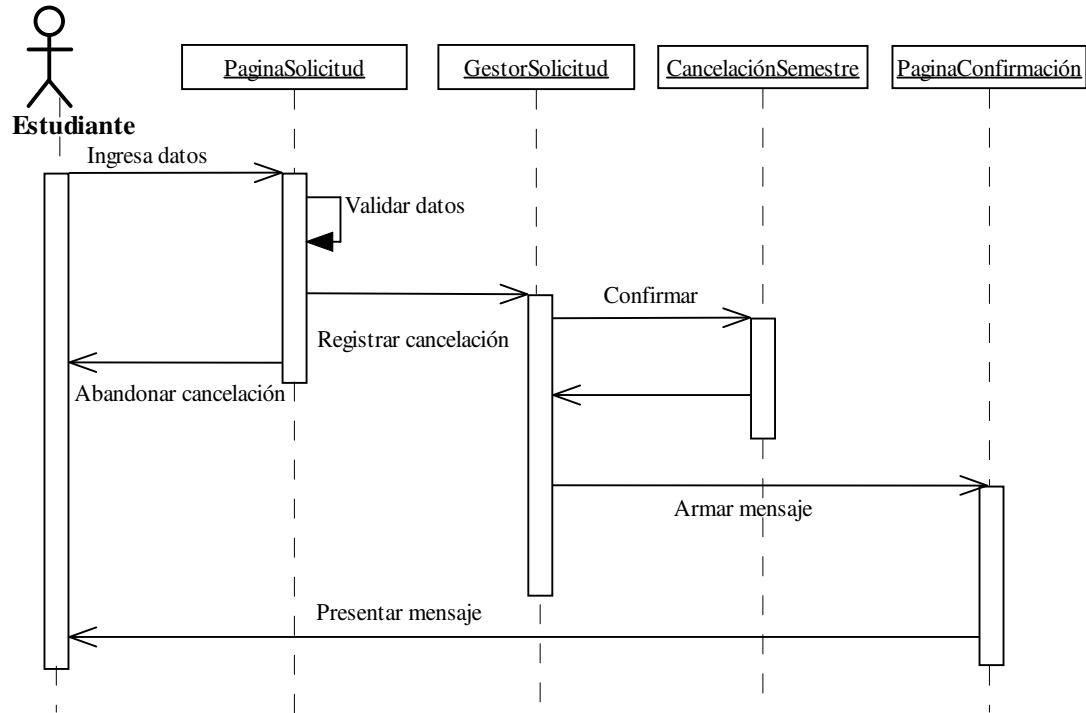 PaginaSolicitud
GestorSolicitud
CancelaciónSemestre
PaginaConfirmación
Estudiante
Ingresa datos
Validar datos
Confirmar
Registrar cancelación
Abandonar cancelación
Armar mensaje
Presentar mensaje